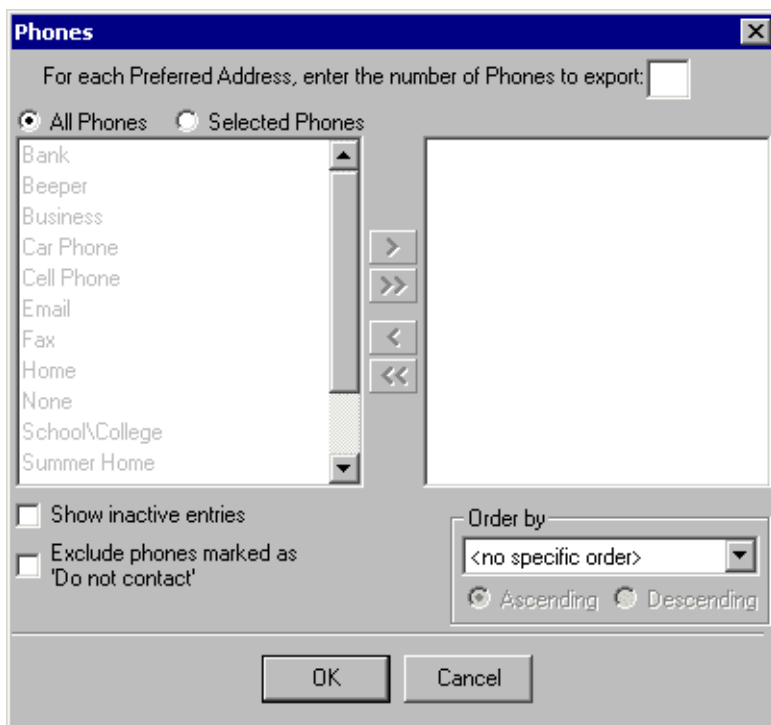 Phones
For each Preferred Address, enter the number of Phones to export:
All Phones Selected Phones
Bank
Beeper
Business
Car Phone
Cell Phone
Email
Fax
Home
None
School\College
Summer Home
>
>>
<
<<
Show inactive entries
Exclude phones marked as
'Do not contact'
Order by
<no specific order>
Ascending Descending
OK Cancel